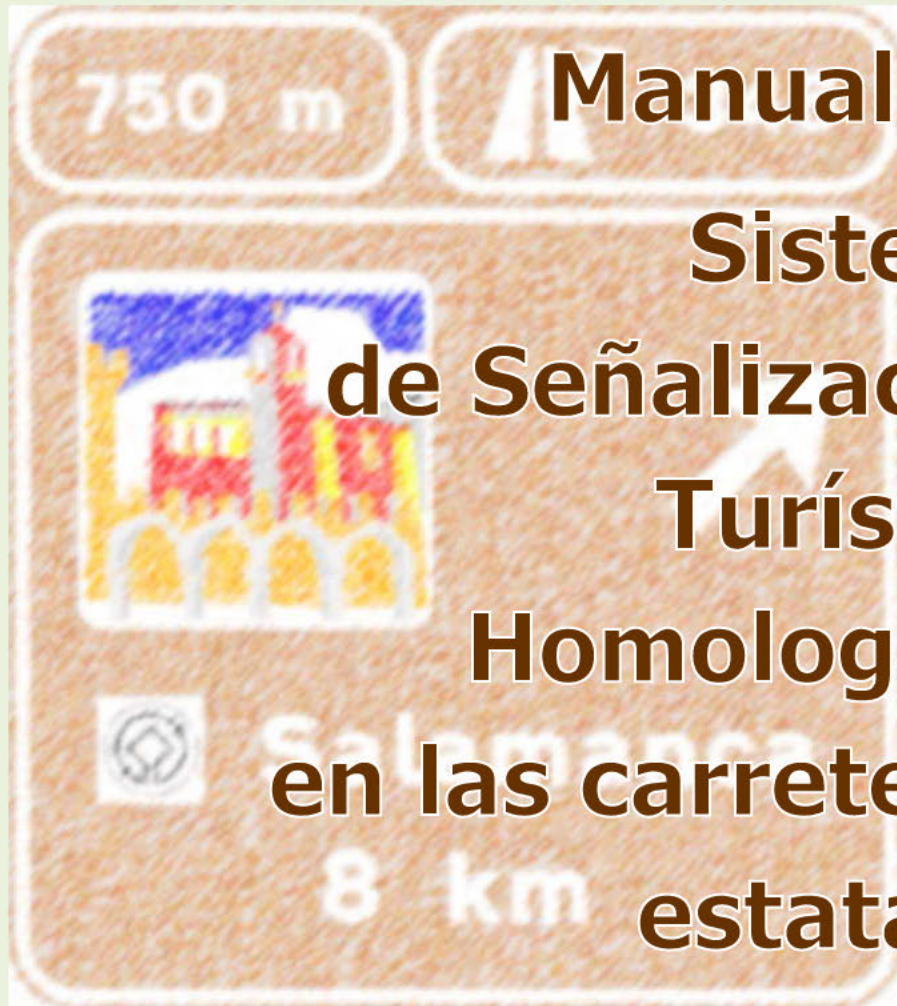 750 m
Manual
Siste
de Señalizac
Turís
Homolog
Salamanca
en las carrete
8 km
estata